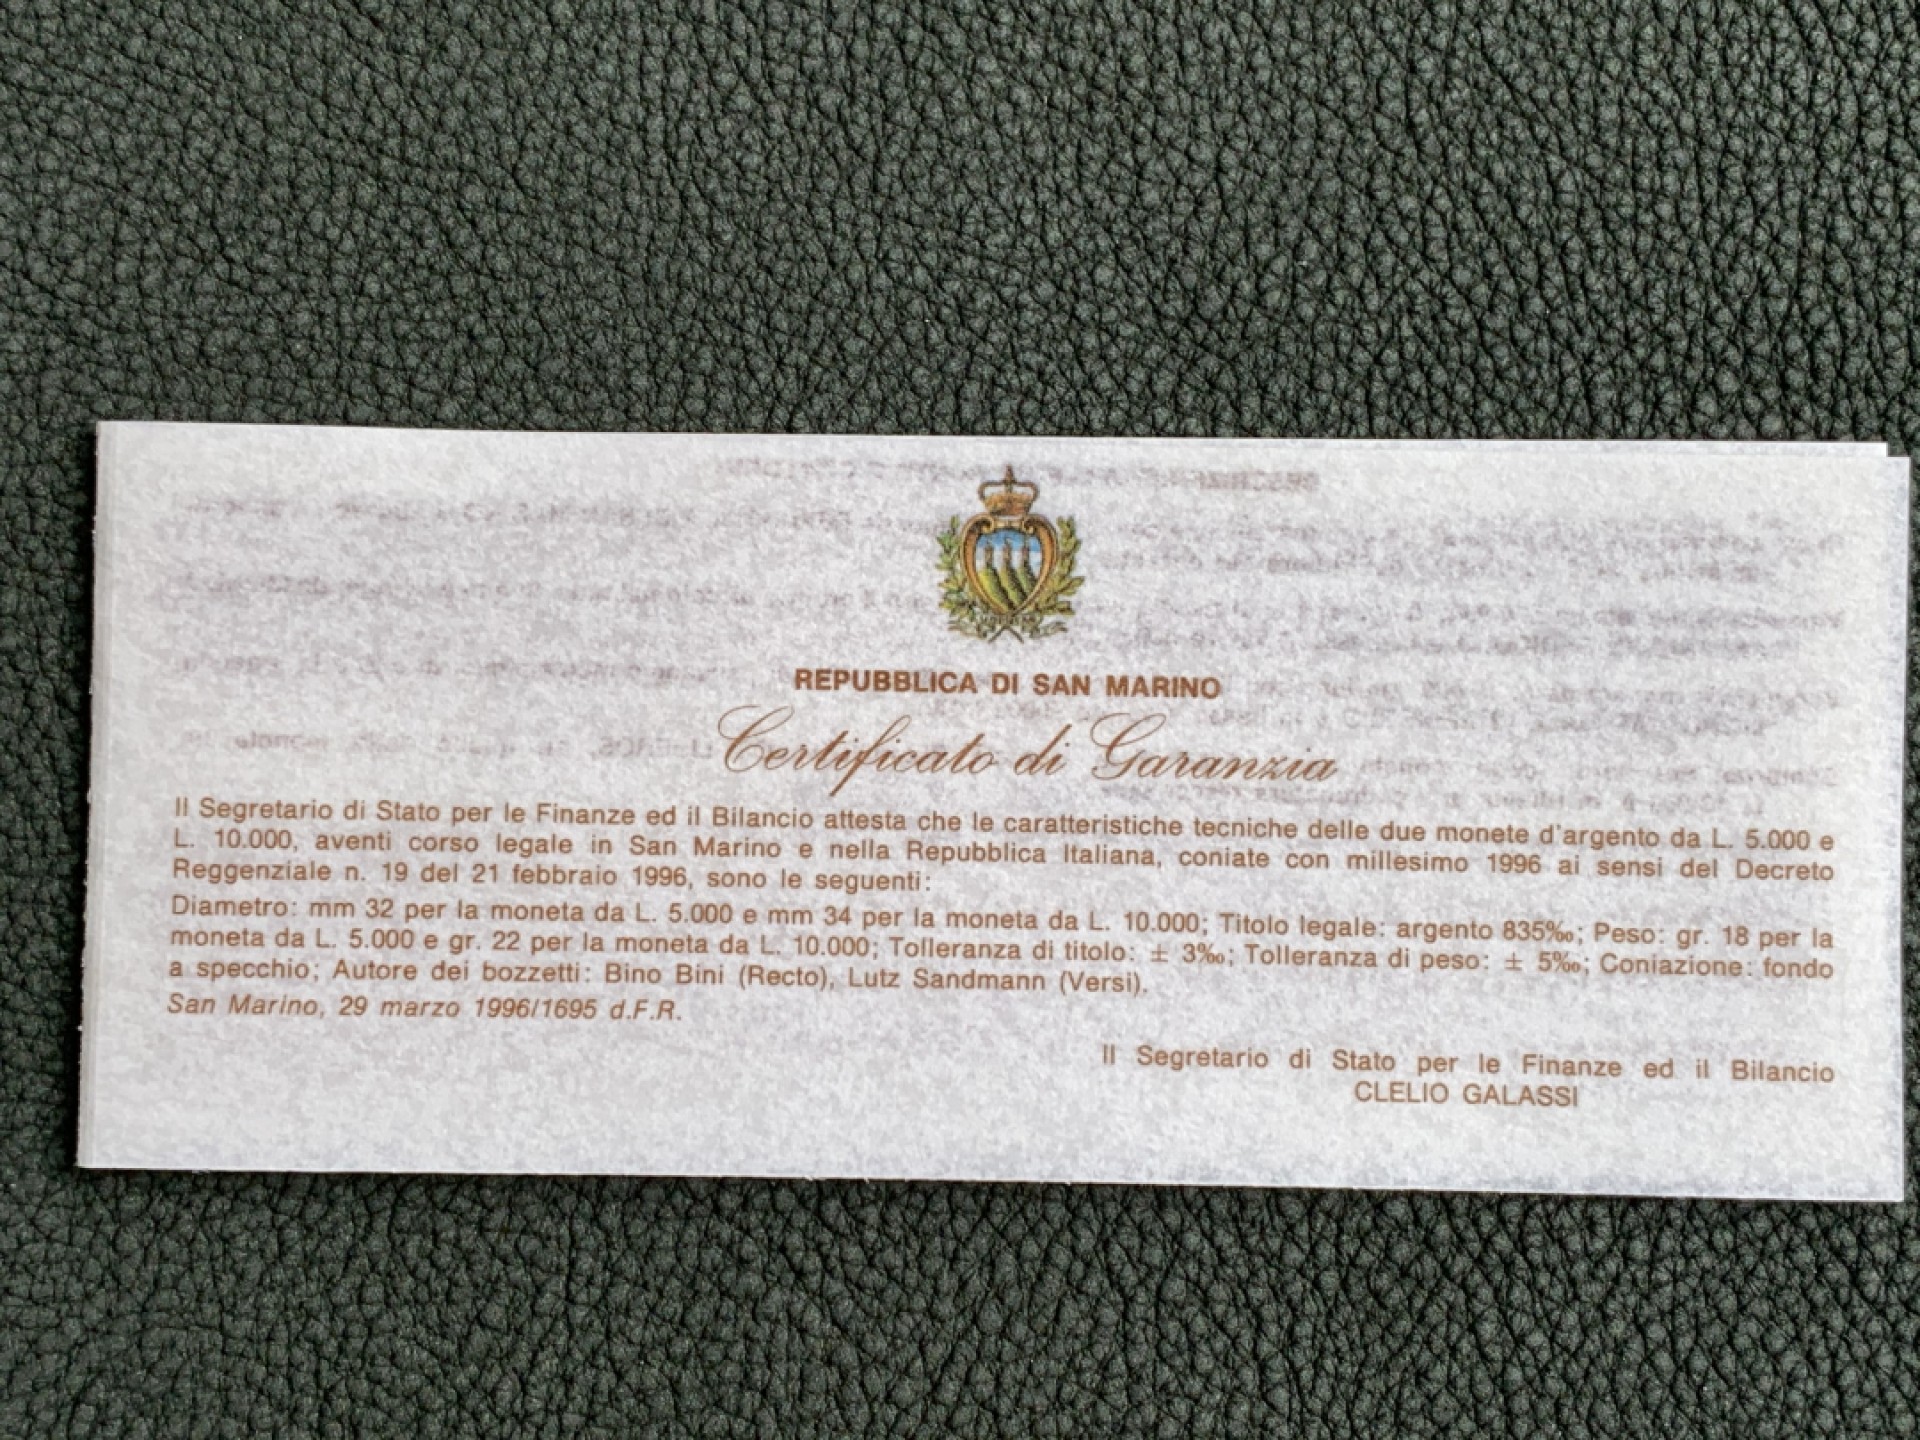 REPUBBLICA DI SAN MARINO
Certificato di Garanzia
Il Segretario di Stato per le Finanze ed il Bilancio attesta che le caratteristiche tecniche delle due monete d'argento da L. 5.000 e
L. 10.000, aventi corso legale in San Marino e nella Repubblica Italiana, coniate con millesimo 1996 ai sensi del Decreto
Reggenziale n. 19 del 21 febbraio 1996, sono le seguenti:
Diametro: mm 32 per la moneta da L. 5.000 e mm 34 per la moneta da L. 10.000; Titolo legale: argento 835‰; Peso: gr. 18 per la
moneta da L. 5.000 e gr. 22 per la moneta da L. 10.000; Tolleranza di titolo: ± 3‰; Tolleranza di peso: ± 5‰; Coniazione: fondo
a specchio; Autore dei bozzetti: Bino Bini (Recto), Lutz Sandmann (Versi).
San Marino, 29 marzo 1996/1695 d.F.R.
Il Segretario di Stato per le Finanze ed il Bilancio
CLELIO GALASSI